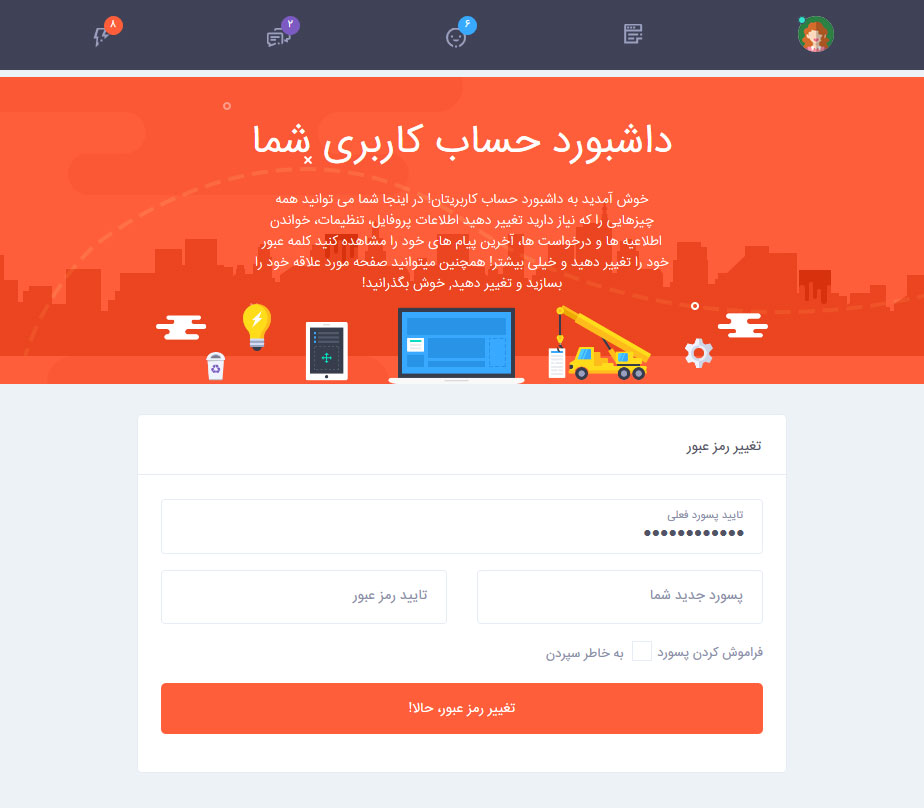 ۶
۲
۸
داشبورد حساب کاربری شما
خوش آمدید به داشبورد حساب کاربریتان! در اینجا شما می توانید همه
چیزهایی را که نیاز دارید تغییر دهید اطلاعات پروفایل، تنظیمات، خواندن
اطلاعیه ها و درخواست ها، آخرین پیام های خود را مشاهده کنید کلمه عبور
خود را تغییر دهید و خیلی بیشتر! همچنین میتوانید صفحه مورد علاقه خود را
بسازید و تغییر دهید, خوش بگذرانید!
تغییر رمز عبور
تایید پسورد فعلی
••••••••••••
پسورد جدید شما
تایید رمز عبور
فراموش کردن پسورد
به خاطر سپردن
تغییر رمز عبور، حالا!